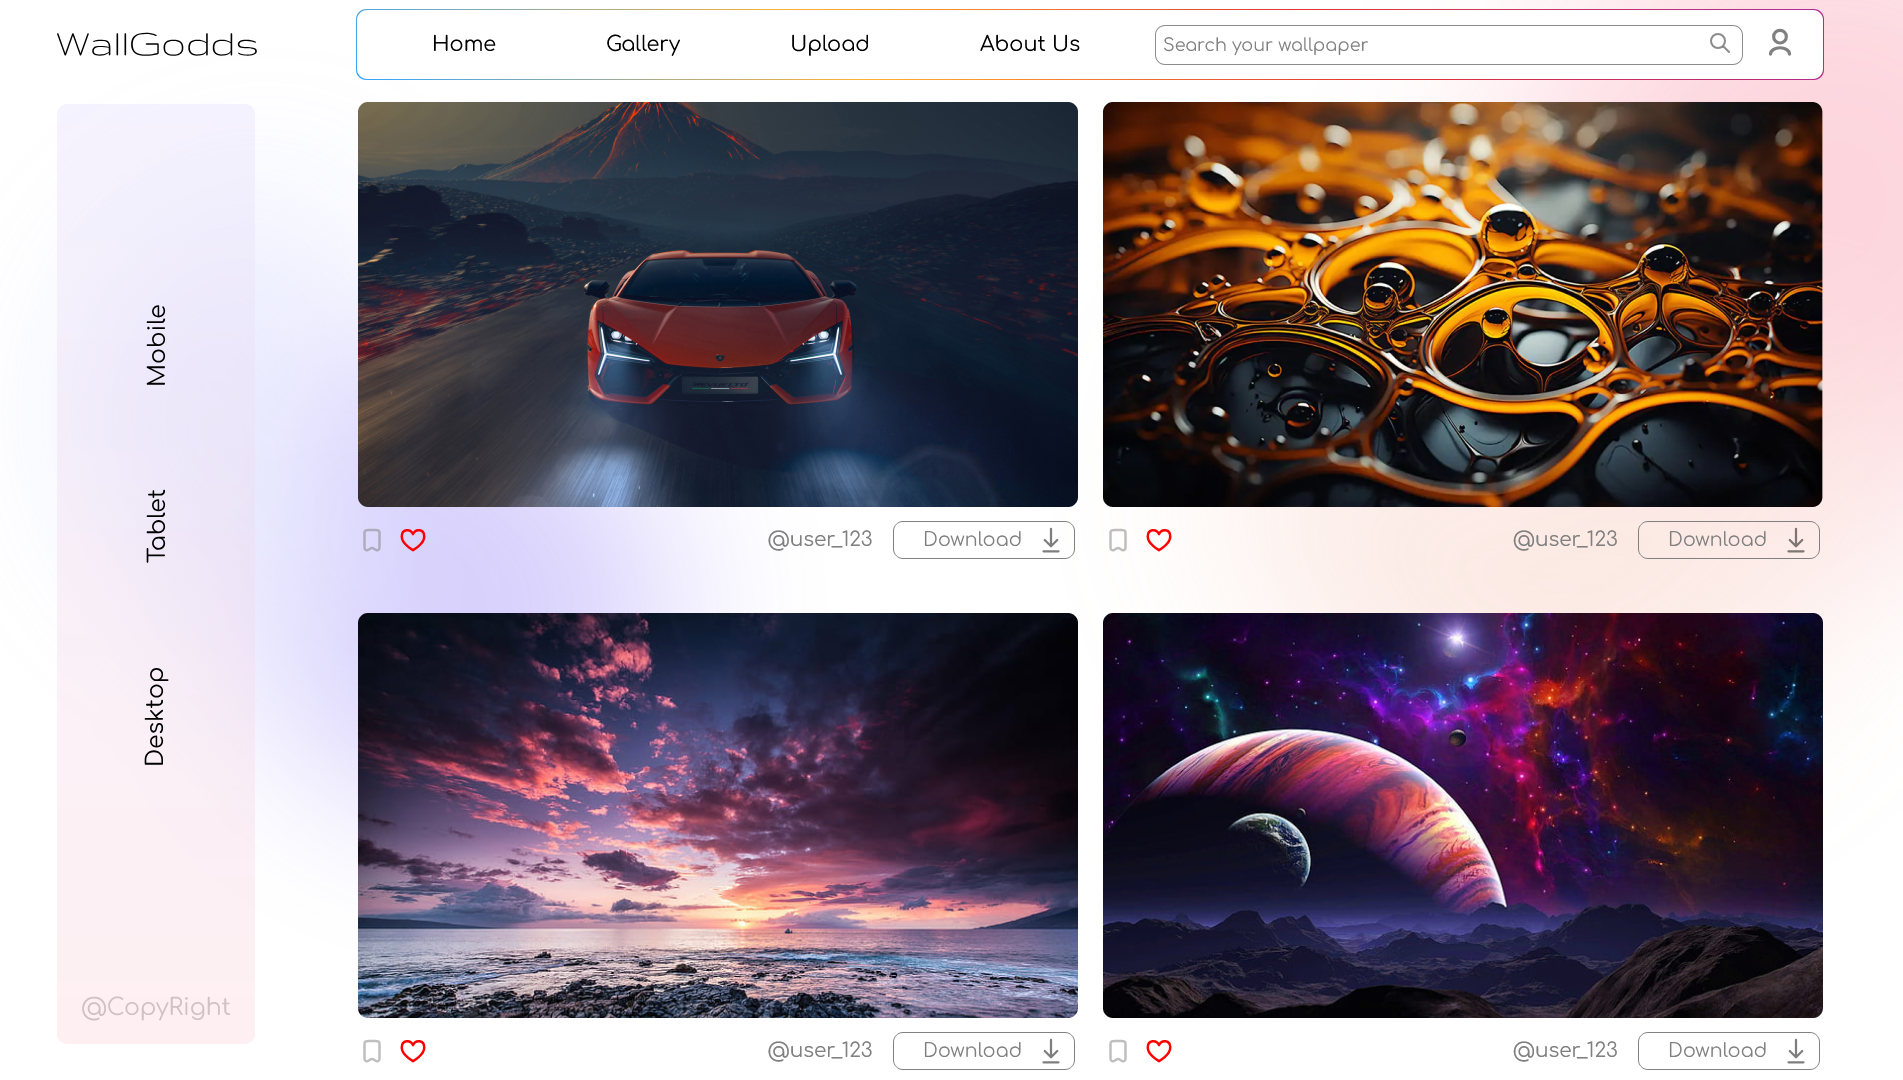 WallGodds
Home
Gallery
Upload
About Us
Search your wallpaper
Mobile
Tablet
Desktop
@CopyRight
@user_123
Download
@user_123
Download
@user_123
Download
@user_123
Download